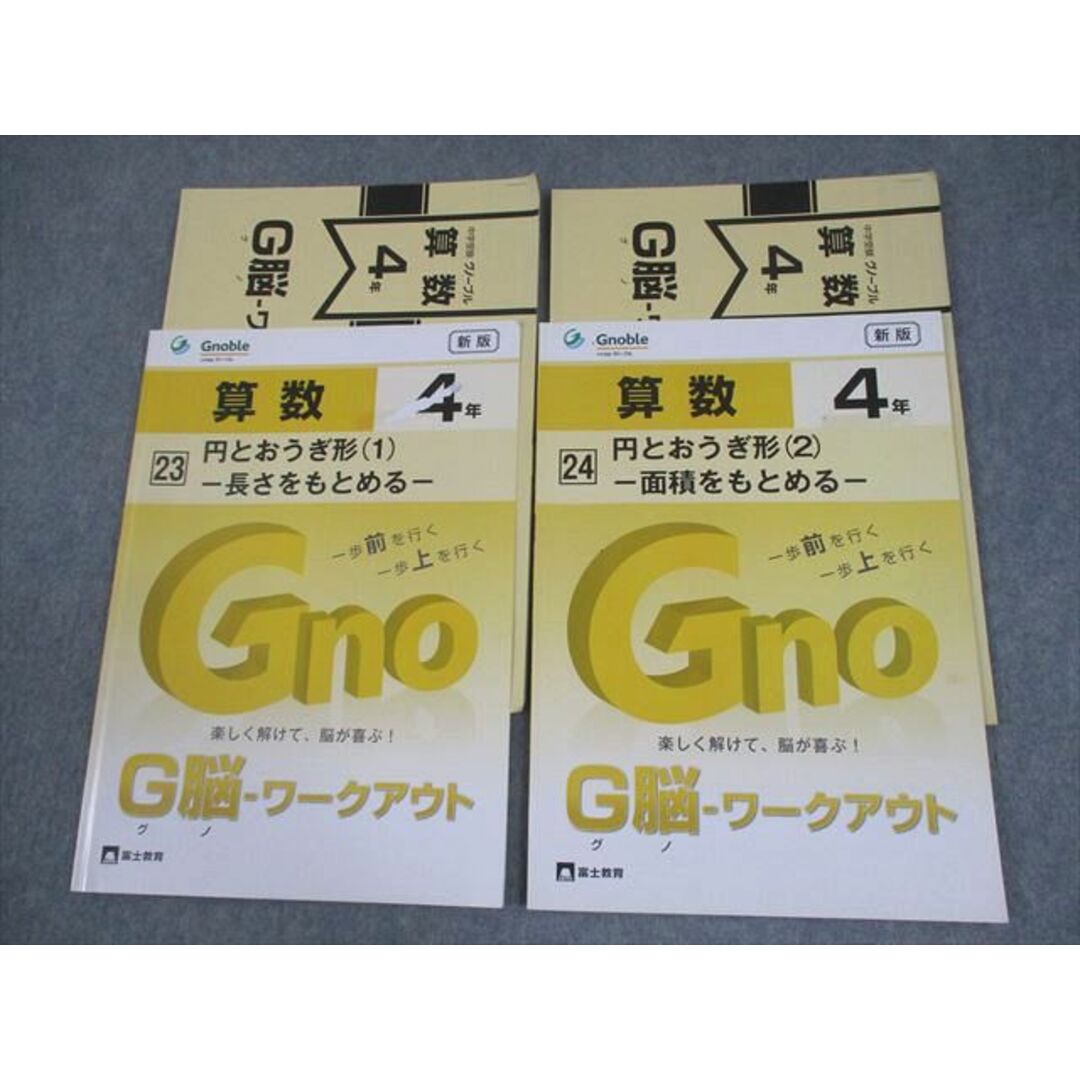 中学受験 グノーブル
算数
4年
G脳-ワ
グノ
中学受験 グノーブル
算数
4年
G脳-ワ
グノ
Gnoble
新版
算数
4年
23
円とおうぎ形(1)
-長さをもとめる-
一歩前を行く
一歩上を行く
Gno
楽しく解けて、脳が喜ぶ!
G脳-ワークアウト
グノ
富士教育
Gnoble
新版
算数
4年
24
円とおうぎ形(2)
-面積をもとめる-
一歩前を行く
一歩上を行く
Gno
楽しく解けて、脳が喜ぶ!
G脳-ワークアウト
グノ
富士教育